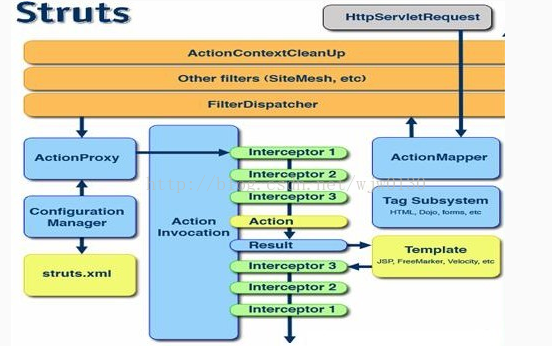 Struts
HttpServletRequest
ActionContextCleanUp
Other filters (SiteMesh, etc)
FilterDispatcher
ActionProxy
Configuration
Manager
struts.xml
Action
Invocation
Interceptor 1
Interceptor 2
Interceptor 3
Action
Result
Interceptor 3
Interceptor 2
Interceptor 1
ActionMapper
Tag Subsystem
HTML, Dojo, forms, etc
Template
JSP, FreeMarker, Velocity, etc